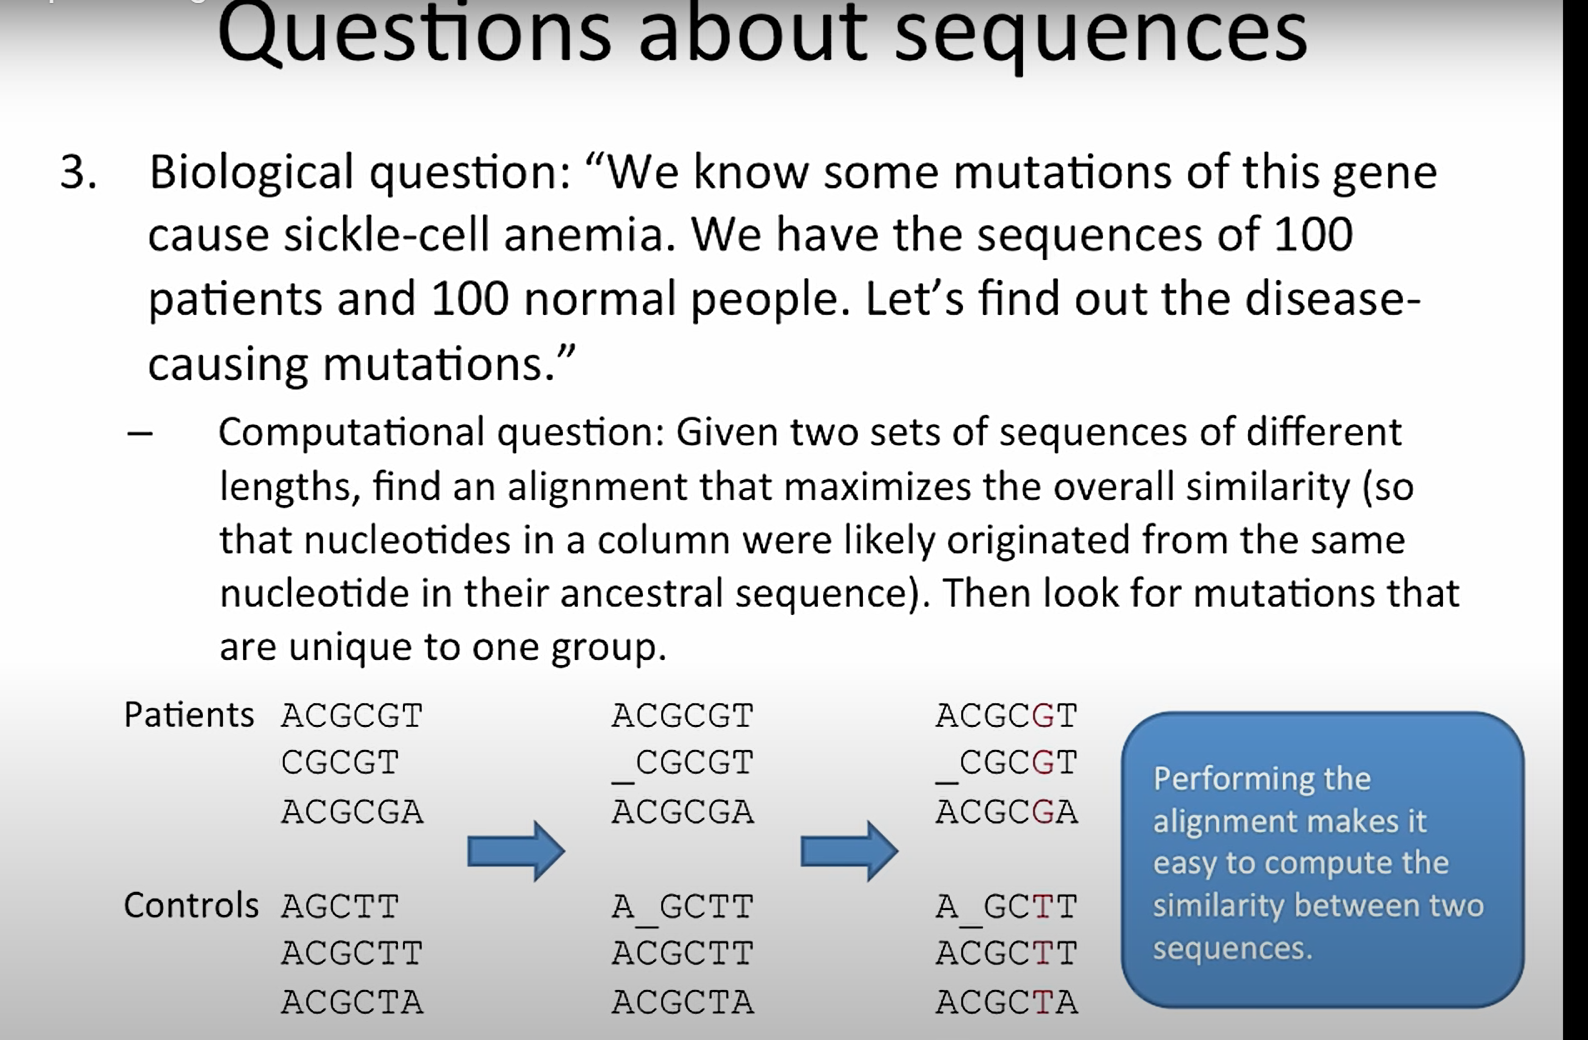 Questions about sequences
3. Biological question: “We know some mutations of this gene
cause sickle-cell anemia. We have the sequences of 100
patients and 100 normal people. Let’s find out the disease-
causing mutations.”
– Computational question: Given two sets of sequences of different
lengths, find an alignment that maximizes the overall similarity (so
that nucleotides in a column were likely originated from the same
nucleotide in their ancestral sequence). Then look for mutations that
are unique to one group.
Patients ACGCGT ACGCGT ACGCGT
CGCGT _CGCGT _CGCGT
ACGCGA ACGCGA ACGCGA
Controls AGCTT A_GCTT A_GCTT
ACGCTT ACGCTT ACGCTT
ACGCTA ACGCTA ACGCTA
Performing the
alignment makes it
easy to compute the
similarity between two
sequences.